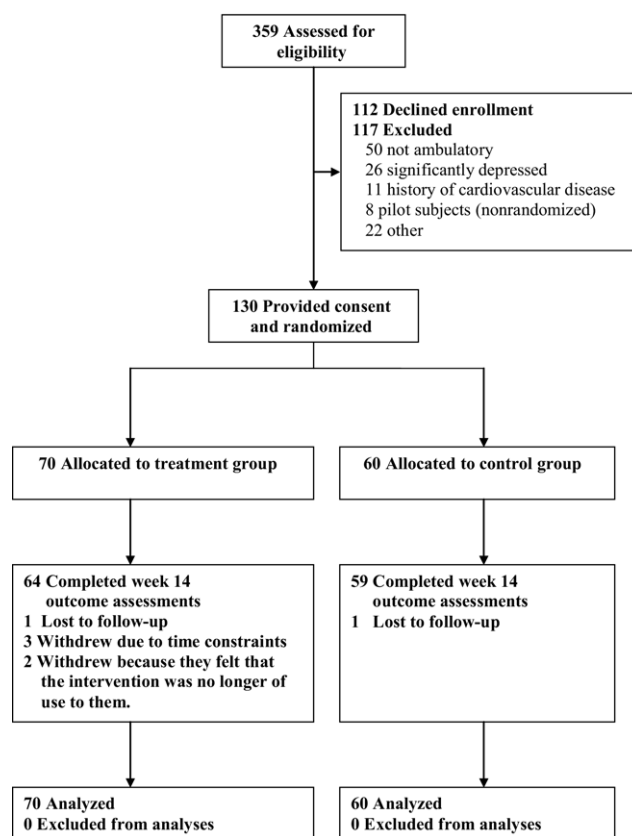 359 Assessed for
eligibility
112 Declined enrollment
117 Excluded
50 not ambulatory
26 significantly depressed
11 history of cardiovascular disease
8 pilot subjects (nonrandomized)
22 other
130 Provided consent
and randomized
70 Allocated to treatment group
60 Allocated to control group
64 Completed week 14
outcome assessments
1 Lost to follow-up
3 Withdrew due to time constraints
2 Withdrew because they felt that
the intervention was no longer of
use to them.
59 Completed week 14
outcome assessments
1 Lost to follow-up
70 Analyzed
0 Excluded from analyses
60 Analyzed
0 Excluded from analyses